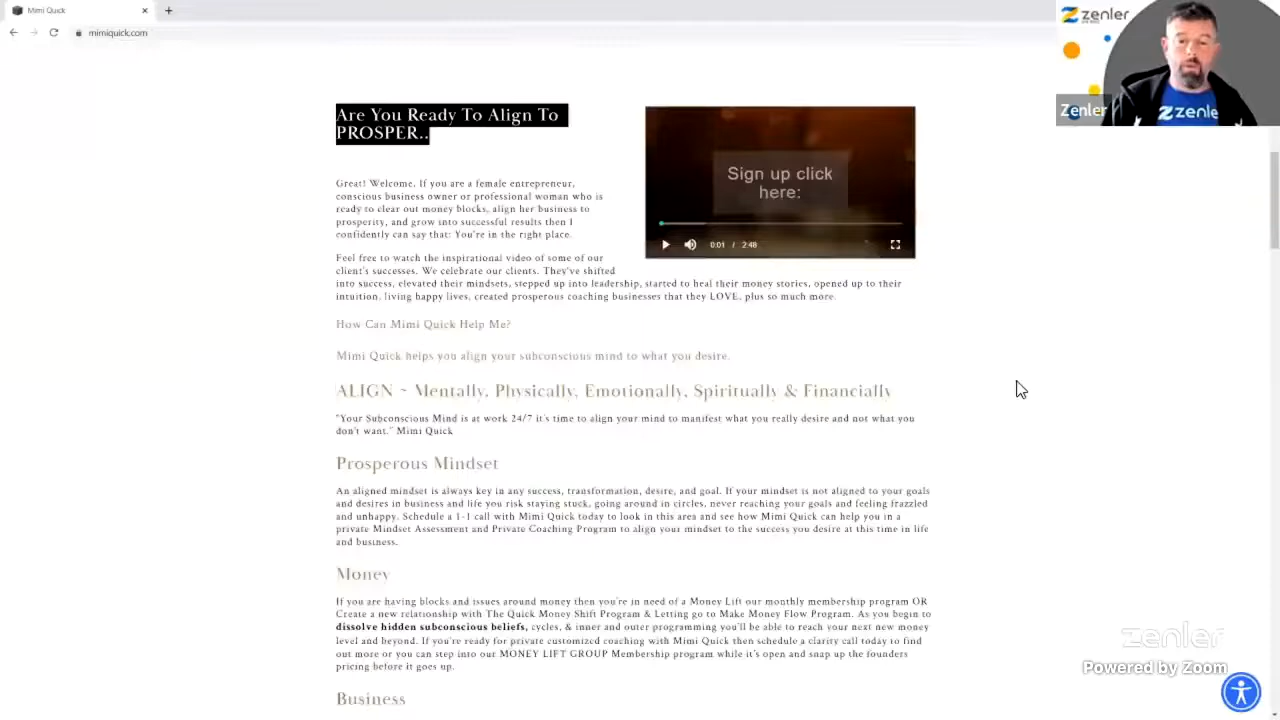 Mimi Quick
mimiquick.com
zenler
Zenler
zenle
Are You Ready To Align To
PROSPER..
Sign up click
here:
0:01 / 2:48
Great! Welcome, If you are a female entrepreneur,
conscious business owner or professional woman who is
ready to clear out money blocks, align her business to
prosperity, and grow into successful results then I
confidently can say that: You're in the right place.
Feel free to watch the inspirational video of some of our
client's successes. We celebrate our clients. They've shifted
into success, elevated their mindsets, stepped up into leadership, started to heal their money stories, opened up to their
intuition, living happy lives, created prosperous coaching businesses that they LOVE, plus so much more.
How Can Mimi Quick Help Me?
Mimi Quick helps you align your subconscious mind to what you desire.
ALIGN ~ Mentally, Physically, Emotionally, Spiritually & Financially
"Your Subconscious Mind is at work 24/7 it's time to align your mind to manifest what you really desire and not what you
don't want." Mimi Quick
Prosperous Mindset
An aligned mindset is always key in any success, transformation, desire, and goal. If your mindset is not aligned to your goals
and desires in business and life you risk staying stuck, going around in circles, never reaching your goals and feeling frazzled
and unhappy. Schedule a 1-1 call with Mimi Quick today to look in this area and see how Mimi Quick can help you in a
private Mindset Assessment and Private Coaching Program to align your mindset to the success you desire at this time in life
and business.
Money
If you are having blocks and issues around money then you're in need of a Money Lift our monthly membership program OR
Create a new relationship with The Quick Money Shift Program & Letting go to Make Money Flow Program. As you begin to
dissolve hidden subconscious beliefs, cycles, & inner and outer programming you'll be able to reach your next new money
level and beyond. If you're ready for private customized coaching with Mimi Quick then schedule a clarity call today to find
out more or you can step into our MONEY LIFT GROUP Membership program while it's open and snap up the founders
pricing before it goes up.
Business
zenler
Powered by Zoom